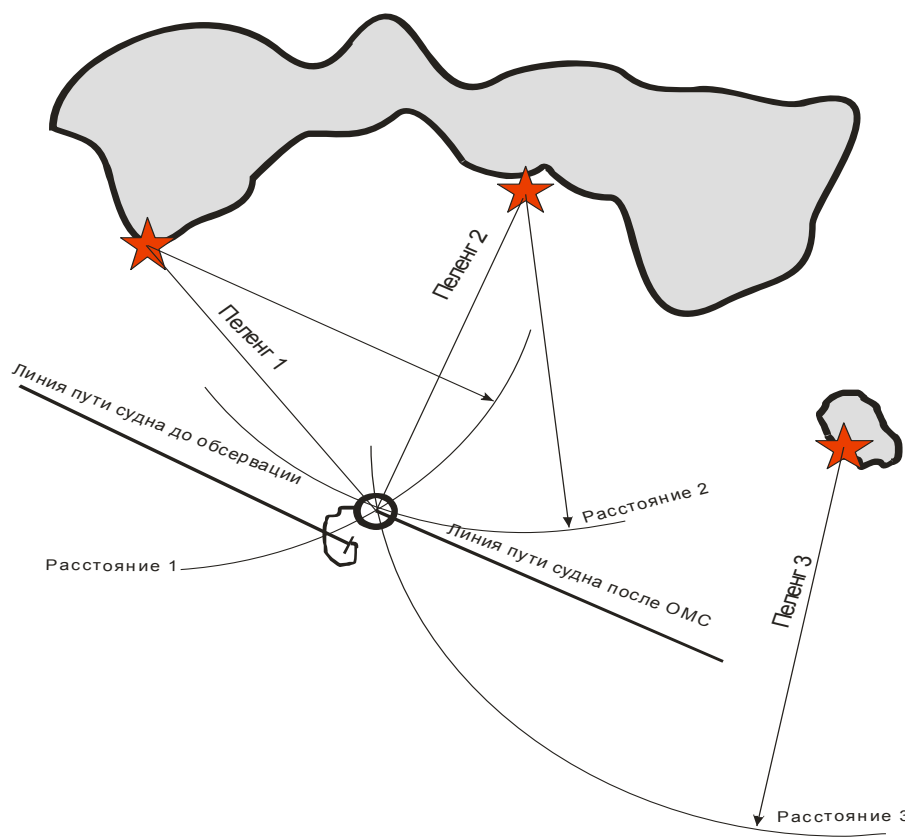 Пеленг 2
Пеленг 1
Линия пути судна до обсервации
Расстояние 2
Линия пути судна после ОМС
Расстояние 1
Пеленг 3
Расстояние 3